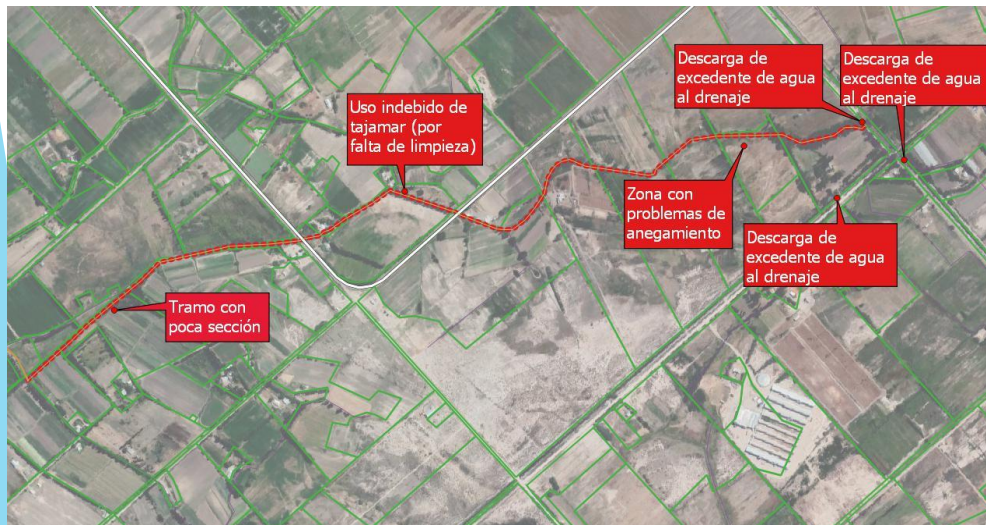 Descarga de
excedente de agua
al drenaje
Descarga de
excedente de agua
al drenaje
Uso indebido de
tajamar (por
falta de limpieza)
Zona con
problemas de
anegamiento
Descarga de
excedente de agua
al drenaje
Tramo con
poca sección